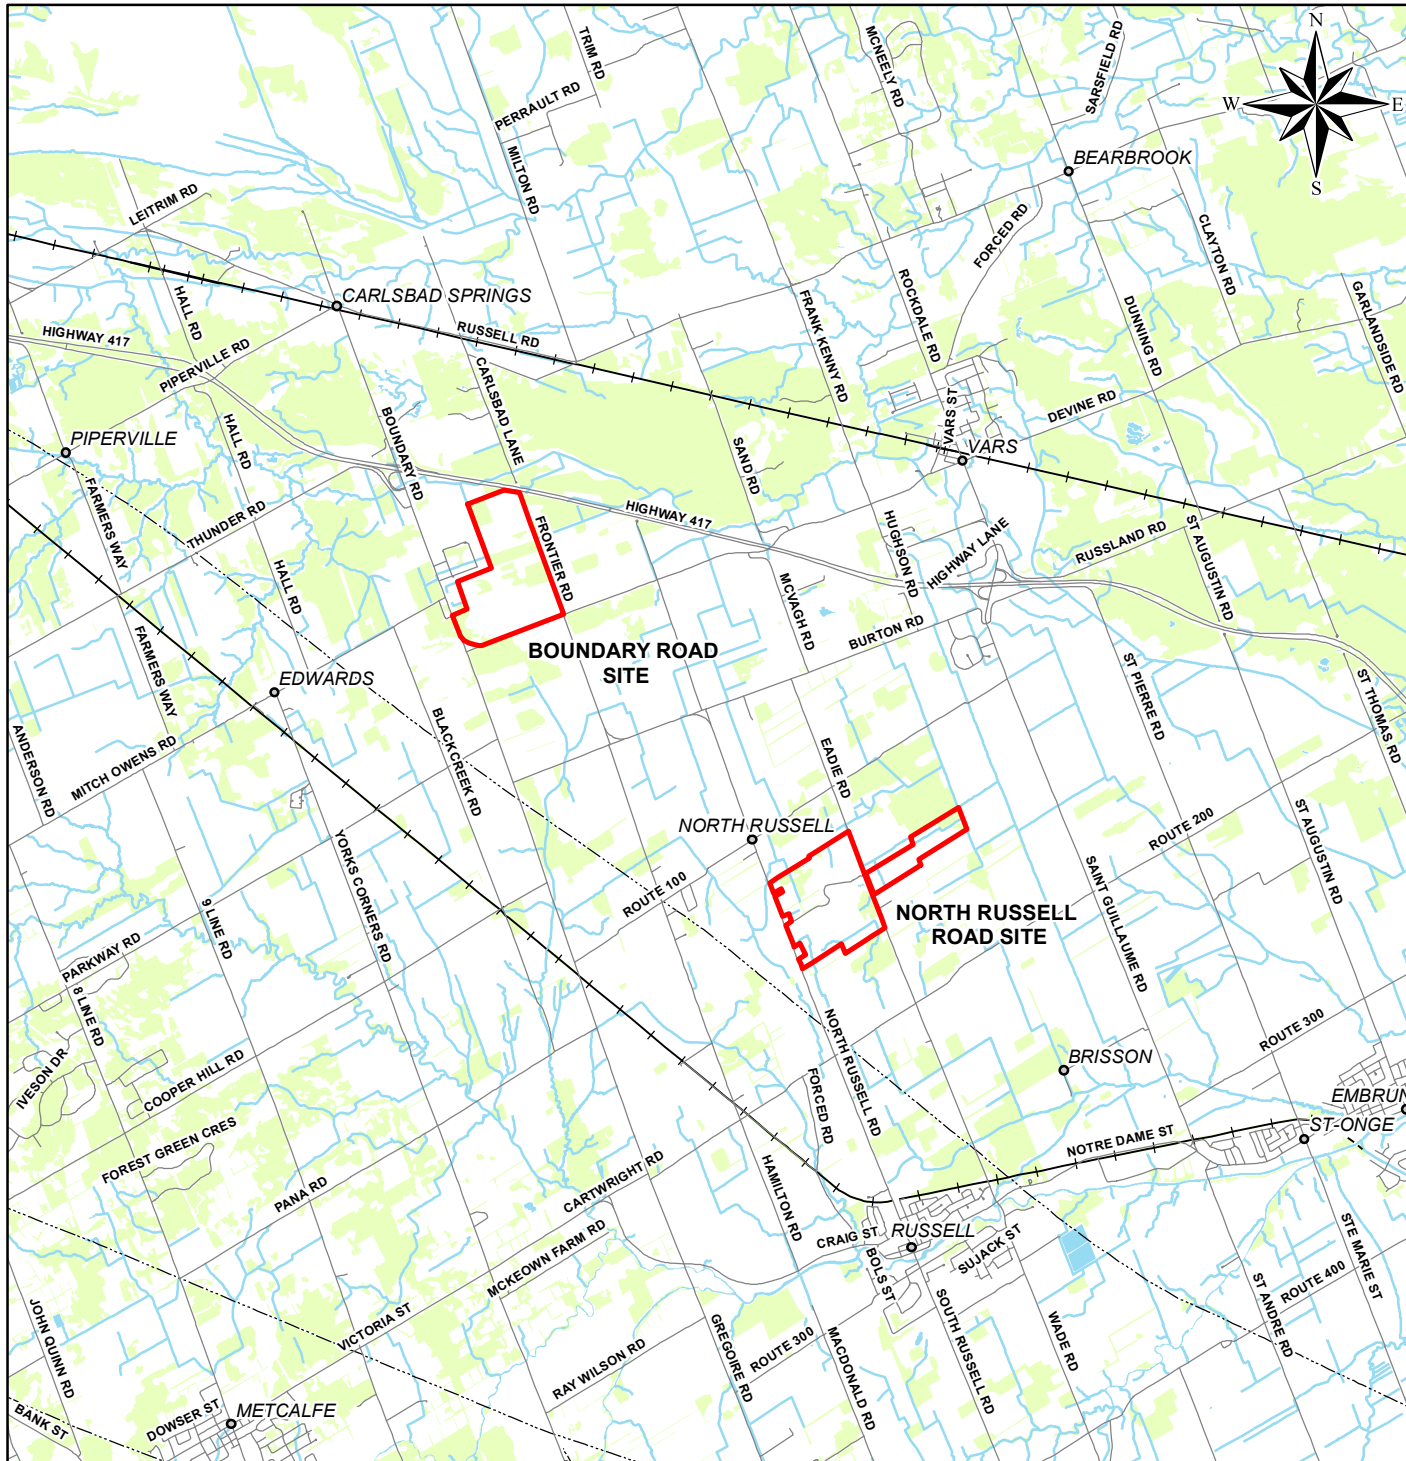 N
W
E
S
TRIM RD
MCNEELY RD
SARSFIELD RD
PERRAULT RD
MILTON RD
BEARBROOK
LEITRIM RD
FORCED RD
CLAYTON RD
HALL RD
CARLSBAD SPRINGS
ROCKDALE RD
FRANK KENNY RD
DUNNING RD
GARLANDSIDE RD
HIGHWAY 417
RUSSELL RD
PIPERVILLE RD
CARLSBAD LANE
VARS ST
DEVINE RD
PIPERVILLE
HALL RD
BOUNDARY RD
SAND RD
VARS
FARMERS WAY
THUNDER RD
FRONTIER RD
HIGHWAY 417
HUGHSON RD
HIGHWAY LANE
RUSSLAND RD
ST AUGUSTIN RD
HALL RD
MCVAGH RD
BURTON RD
FARMERS WAY
BOUNDARY ROAD
SITE
EDWARDS
ST PIERRE RD
ST THOMAS RD
ANDERSON RD
MITCH OWENS RD
BLACKCREEK RD
EADIE RD
NORTH RUSSELL
ROUTE 200
ST AUGUSTIN RD
YORKS CORNERS RD
ROUTE 100
SAINT GUILLAUME RD
9 LINE RD
NORTH RUSSELL
ROAD SITE
PARKWAY RD
8 LINE RD
NORTH RUSSELL RD
ROUTE 300
IVESON DR
COOPER HILL RD
FORCED RD
BRISSON
EMBRUN
FOREST GREEN CRES
NOTRE DAME ST
ST-ONGE
PANA RD
CARTWRIGHT RD
HAMILTON RD
MCKEOWN FARM RD
CRAIG ST
RUSSELL
SUJACK ST
BOLS ST
STE MARIE ST
ROUTE 400
ST ANDRE RD
JOHN QUINN RD
VICTORIA ST
GREGOIRE RD
ROUTE 300
MACDONALD RD
SOUTH RUSSELL RD
WADE RD
RAY WILSON RD
BANK ST
DOWSER ST
METCALFE